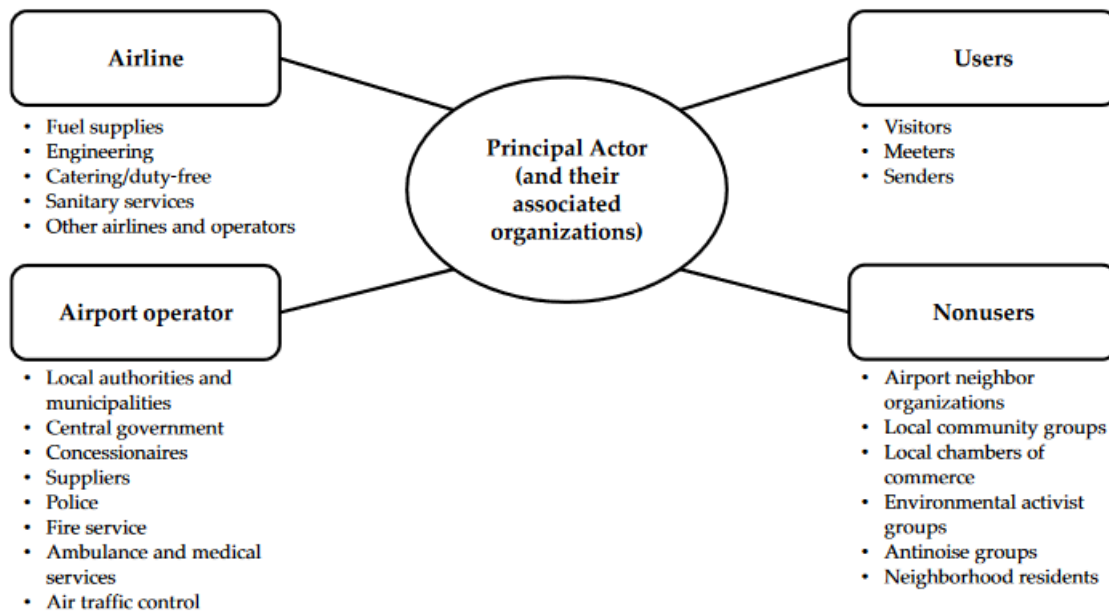 Airline
• Fuel supplies
• Engineering
• Catering/duty-free
• Sanitary services
• Other airlines and operators
Principal Actor
(and their
associated
organizations)
Users
• Visitors
• Meeters
• Senders
Airport operator
• Local authorities and
municipalities
• Central government
• Concessionaires
• Suppliers
• Police
• Fire service
• Ambulance and medical
services
• Air traffic control
Nonusers
• Airport neighbor
organizations
• Local community groups
• Local chambers of
commerce
• Environmental activist
groups
• Antinoise groups
• Neighborhood residents